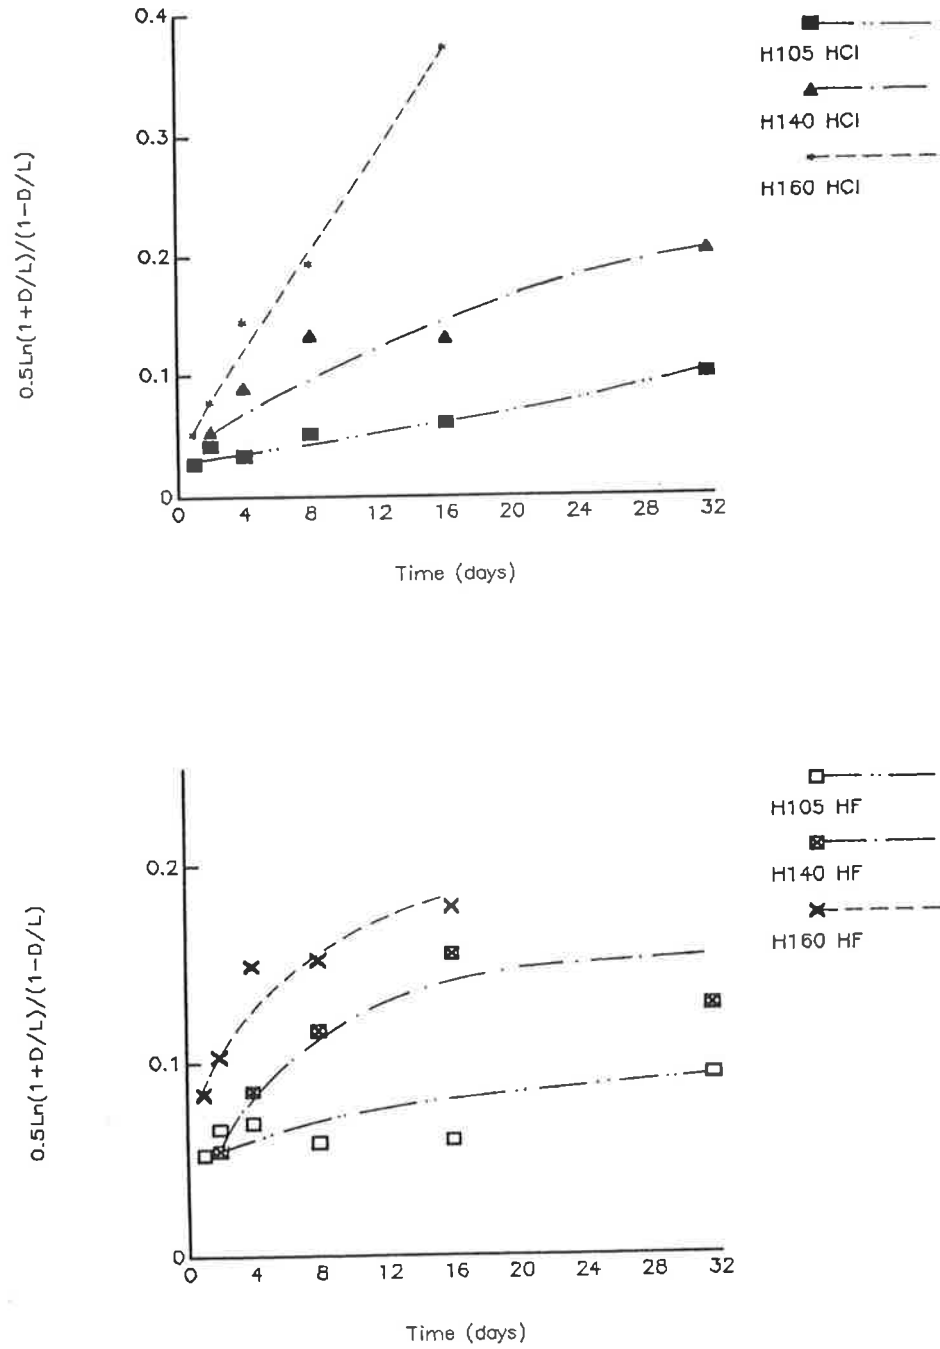 0.4
0.3
0.2
0.1
0
0.5Ln(1+D/L)/(1-D/L)
0 4 8 12 16 20 24 28 32
Time (days)
H105 HCl
H140 HCl
H160 HCl
0.2
0.1
0
0.5Ln(1+D/L)/(1-D/L)
0 4 8 12 16 20 24 28 32
Time (days)
H105 HF
H140 HF
H160 HF